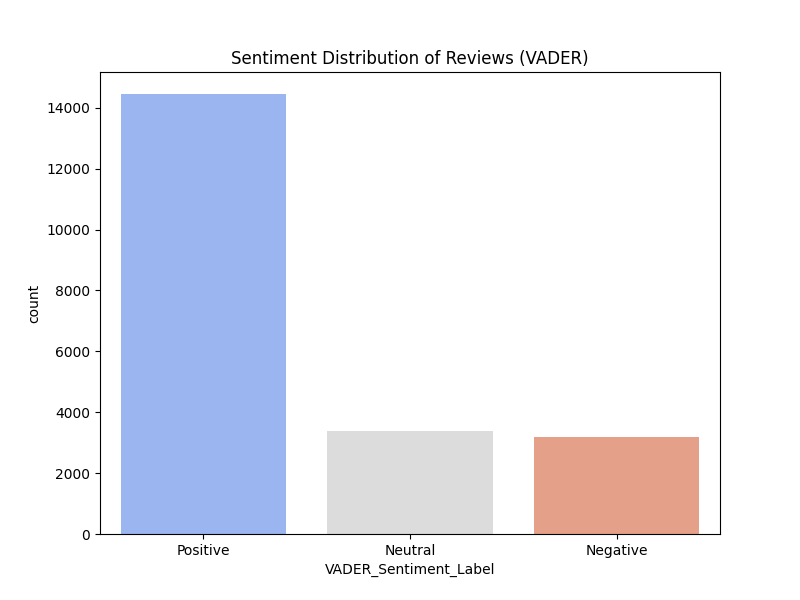 Sentiment Distribution of Reviews (VADER)
14000
12000
10000
8000
6000
4000
2000
0
count
Positive Neutral Negative
VADER_Sentiment_Label